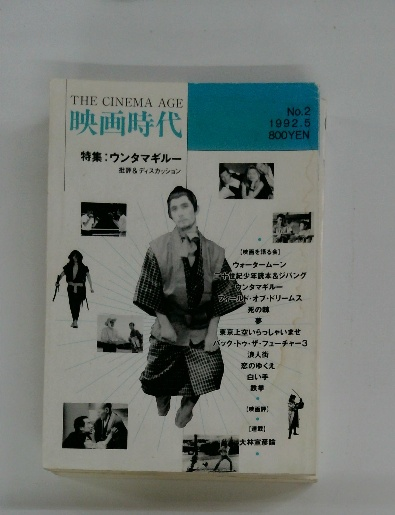 THE CINEMA AGE
映画時代
No.2
1992.5
800YEN
特集:ウンタマギルー
批評&ディスカッション
[映画を語る会]
ウォータームーン
二十世紀少年読本&ジパング
ウンタマギルー
フィールド・オブ・ドリームス
死の棘
夢
東京上空いらっしゃいませ
バック・トゥ・ザ・フューチャー3
浪人街
恋のゆくえ
白い手
鉄拳
[映画評]
[連載]
大林宣彦論